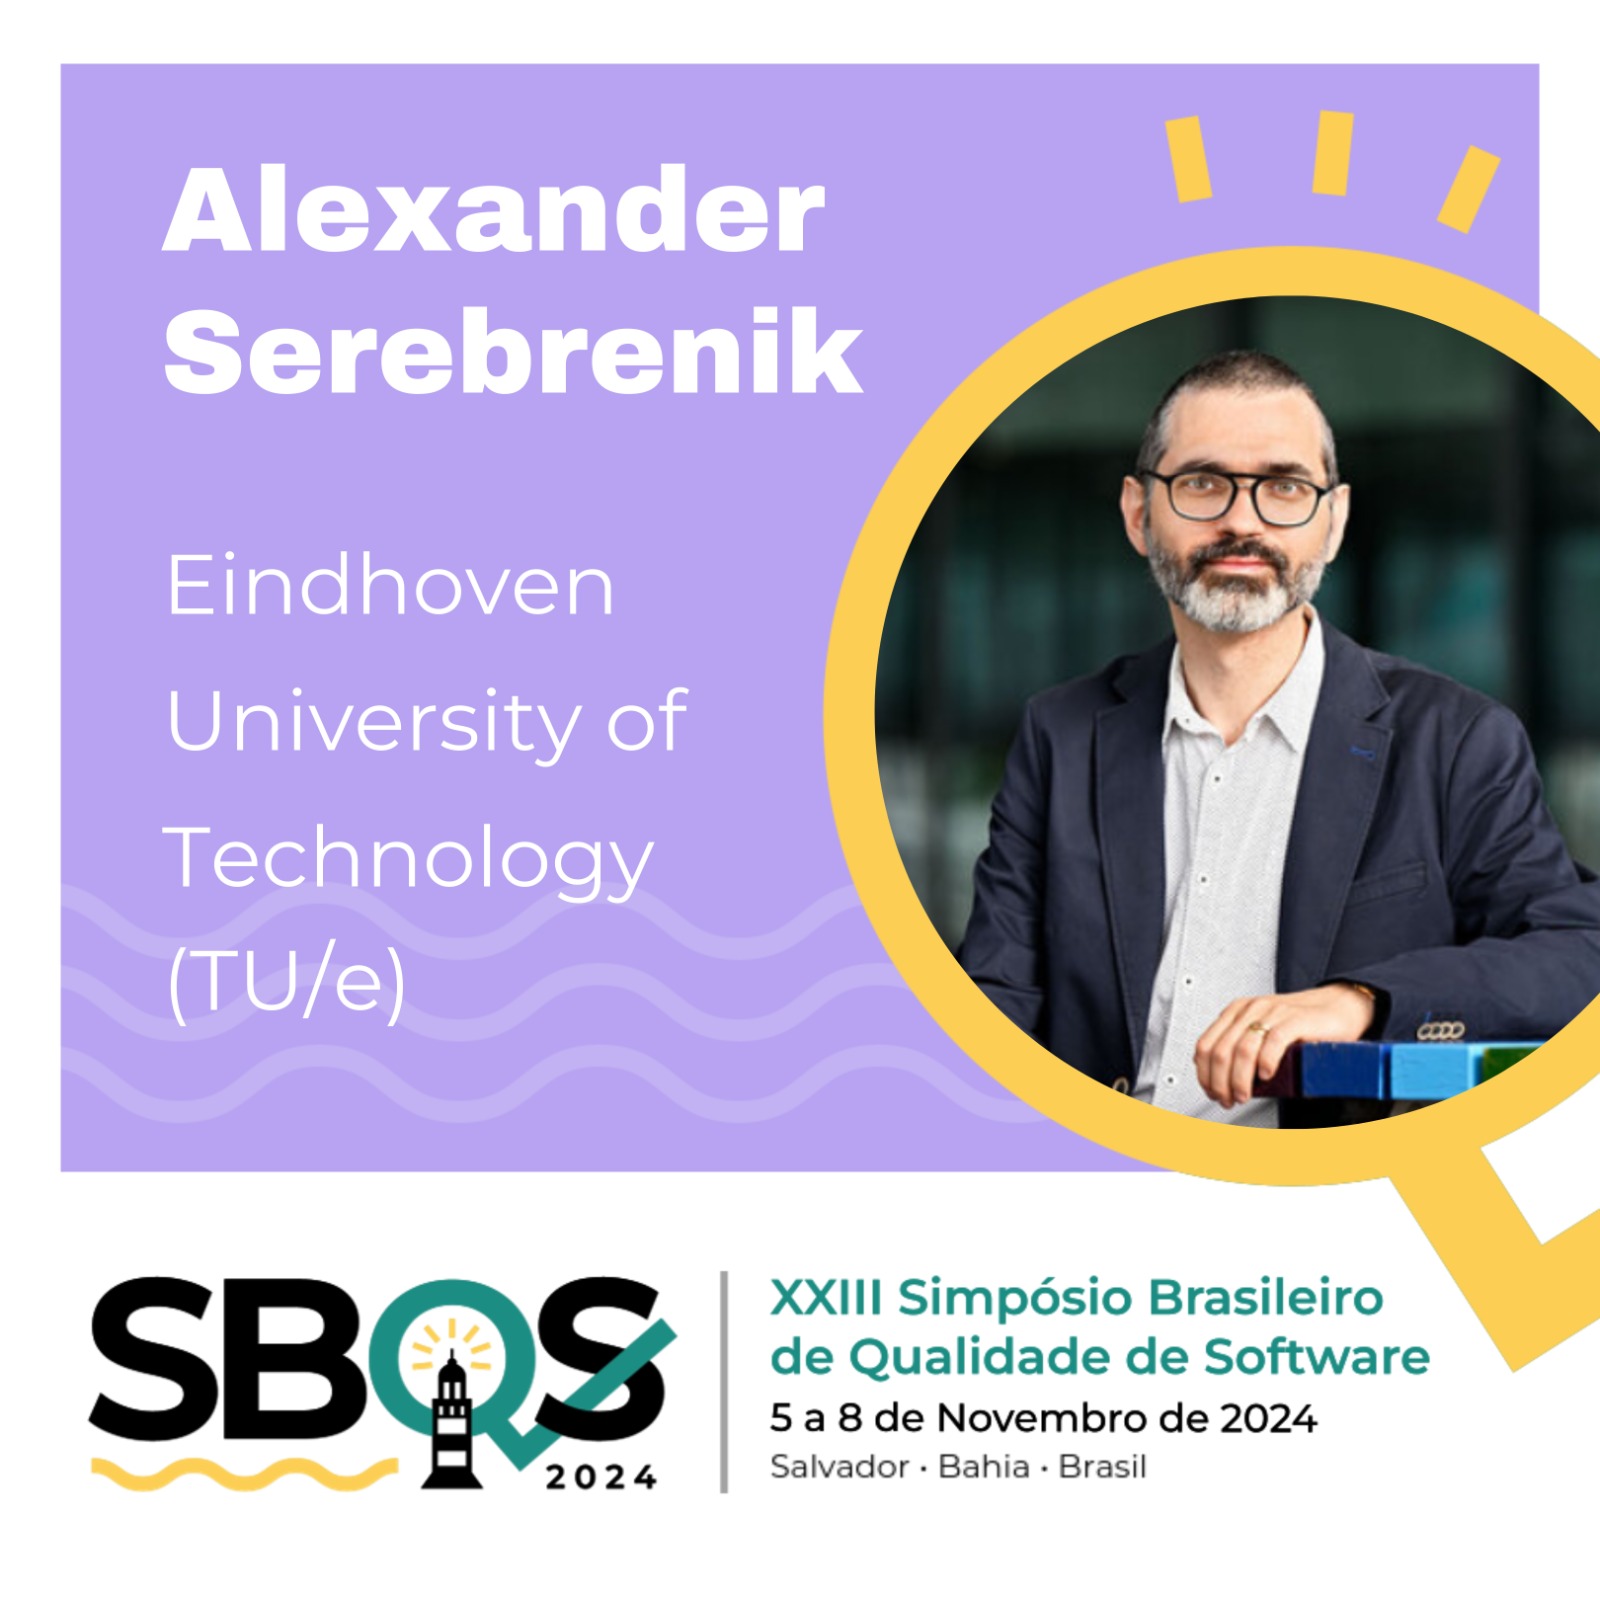 Alexander
Serebrenik
Eindhoven
University of
Technology
(TU/e)
SBQS
2024
XXIII Simpósio Brasileiro
de Qualidade de Software
5 a 8 de Novembro de 2024
Salvador • Bahia • Brasil